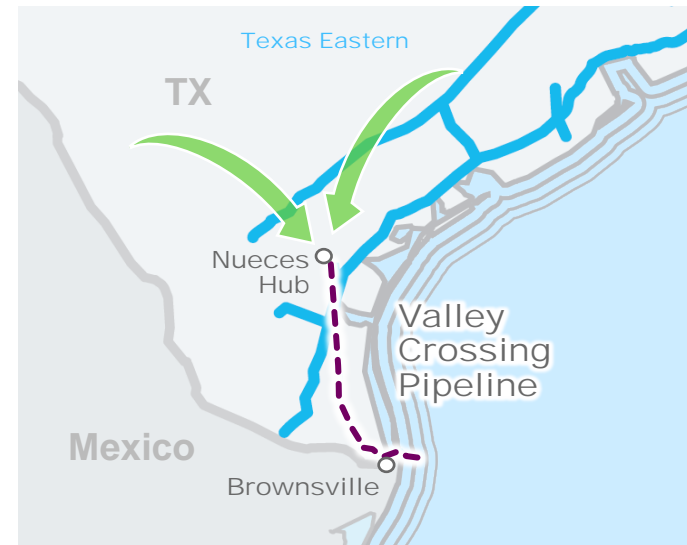 Texas Eastern
TX
Nueces
Hub
Valley
Crossing
Pipeline
Mexico
Brownsville